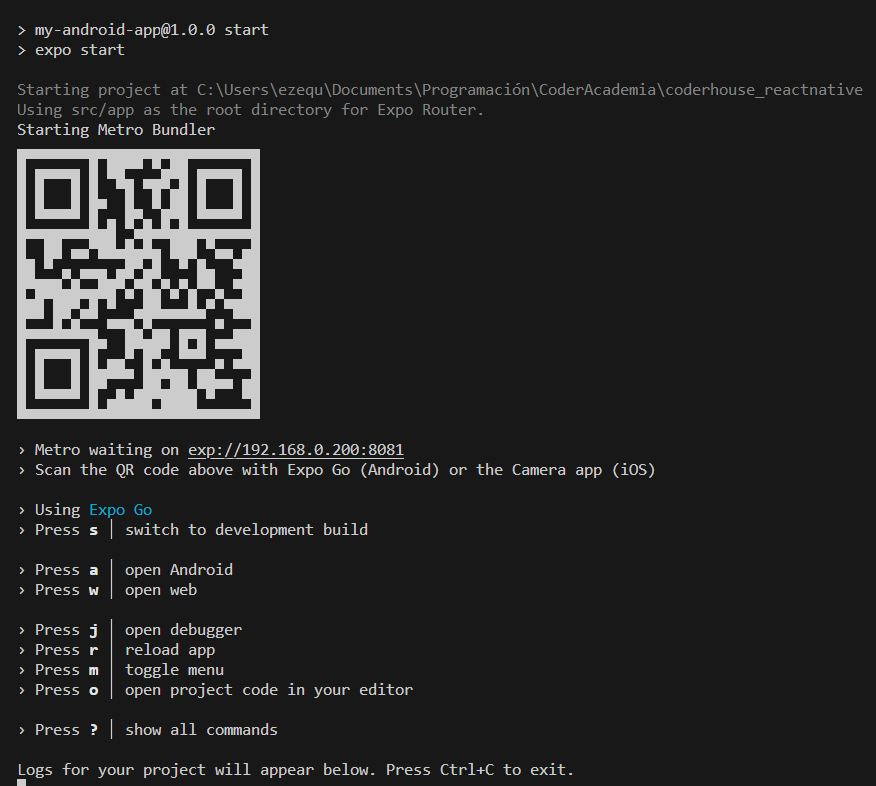 > my-android-app@1.0.0 start
> expo start
Starting project at C:\Users\ezequ\Documents\Programación\CoderAcademia\coderhouse_reactnative
Using src/app as the root directory for Expo Router.
Starting Metro Bundler
› Metro waiting on exp://192.168.0.200:8081
› Scan the QR code above with Expo Go (Android) or the Camera app (iOS)
› Using Expo Go
› Press s │ switch to development build
› Press a │ open Android
› Press w │ open web
› Press j │ open debugger
› Press r │ reload app
› Press m │ toggle menu
› Press o │ open project code in your editor
› Press ? │ show all commands
Logs for your project will appear below. Press Ctrl+C to exit.